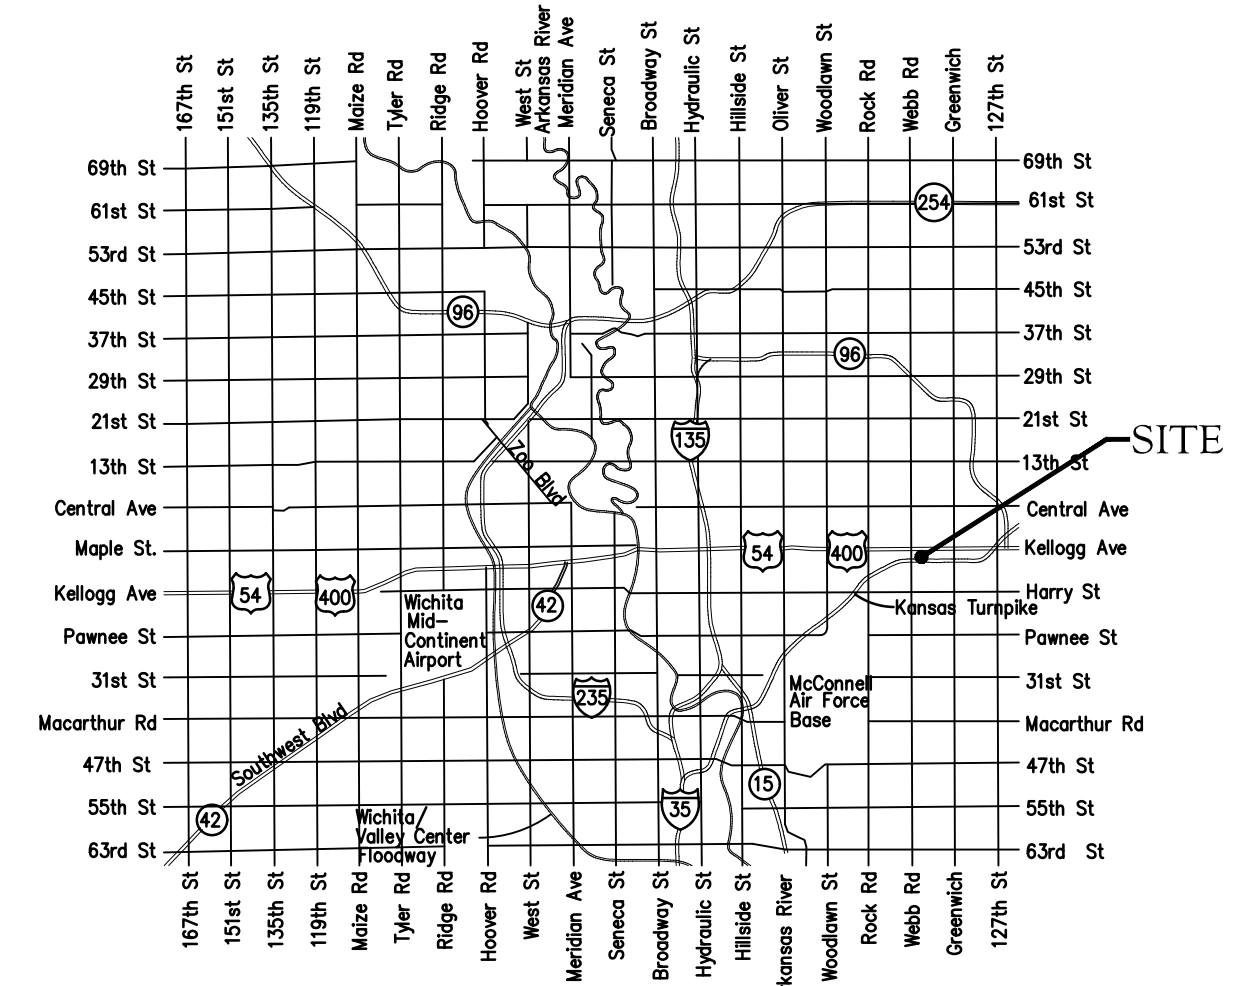 167th St
151st St
135th St
119th St
Maize Rd
Tyler Rd
Ridge Rd
Hoover Rd
West St
Arkansas River
Meridian Ave
Seneca St
Broadway St
Hydraulic St
Hillside St
Oliver St
Woodlawn St
Rock Rd
Webb Rd
Greenwich
127th St
69th St
69th St
61st St
61st St
254
53rd St
53rd St
45th St
45th St
96
37th St
37th St
96
29th St
29th St
21st St
21st St
135
SITE
13th St
13th St
Zoo Blvd
Central Ave
Central Ave
Maple St.
54
400
Kellogg Ave
Kellogg Ave
54
400
Harry St
Wichita
Mid-
Continent
Airport
42
Kansas Turnpike
Pawnee St
Pawnee St
31st St
31st St
235
McConnell
Air Force
Base
Macarthur Rd
Macarthur Rd
Southwest Blvd
47th St
47th St
15
55th St
55th St
42
35
Wichita/
Valley Center
Floodway
63rd St
63rd St
167th St
151st St
135th St
119th St
Maize Rd
Tyler Rd
Ridge Rd
Hoover Rd
West St
Meridian Ave
Seneca St
Broadway St
Hydraulic St
Hillside St
kansas River
Woodlawn St
Rock Rd
Webb Rd
Greenwich
127th St